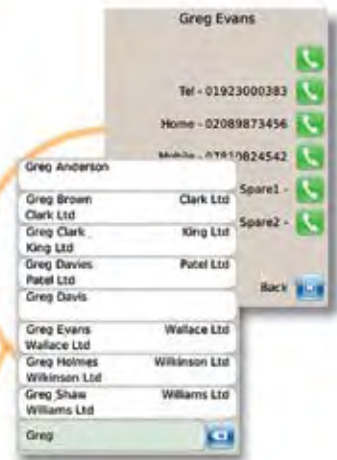 Greg Evans
Tel - 01923000383
Home - 02089873456
Mobile - 07810624542
Spare1 -
Spare2 -
Back
Greg Anderson
Greg Brown Clark Ltd
Clark Ltd
Greg Clark King Ltd
King Ltd
Greg Davies Patel Ltd
Patel Ltd
Greg Davis
Greg Evans Wallace Ltd
Wallace Ltd
Greg Holmes Wilkinson Ltd
Wilkinson Ltd
Greg Shaw Williams Ltd
Williams Ltd
Greg